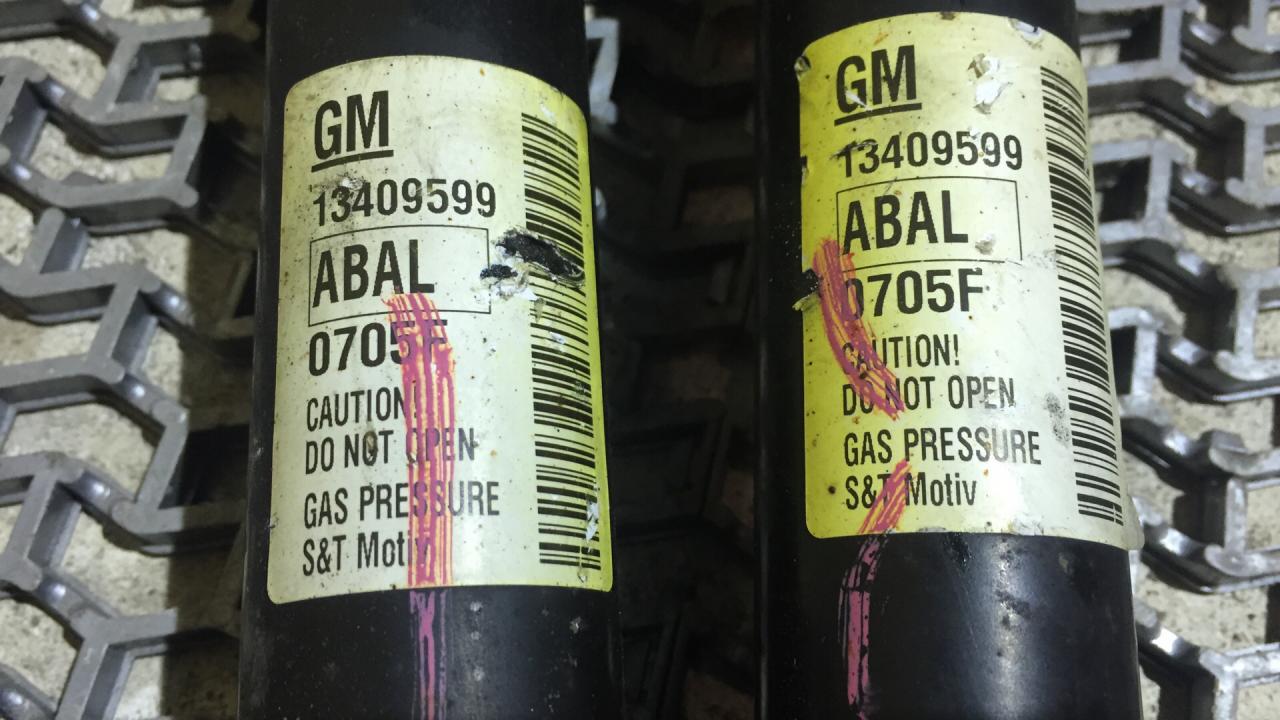 GM
13409599
ABAL
0705F
CAUTION!
DO NOT OPEN
GAS PRESSURE
S&T Motiv
GM
13409599
ABAL
0705F
CAUTION!
DO NOT OPEN
GAS PRESSURE
S&T Motiv